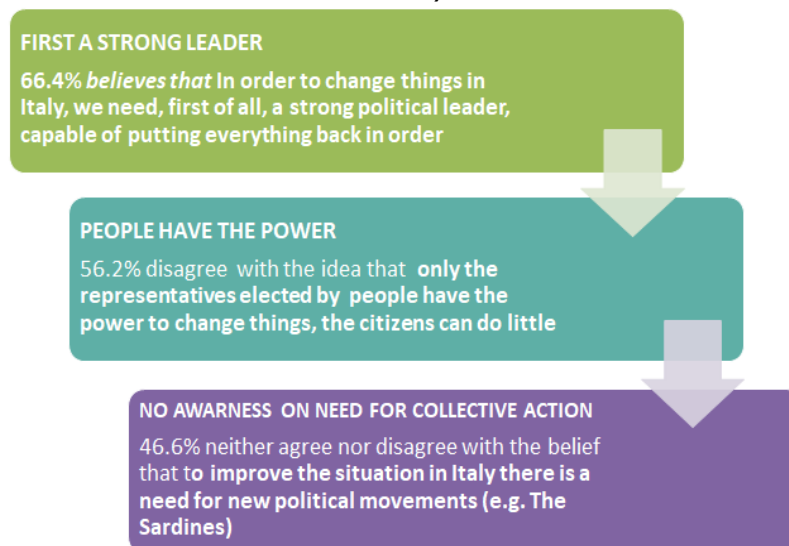 FIRST A STRONG LEADER
66.4% believes that In order to change things in
Italy, we need, first of all, a strong political leader,
capable of putting everything back in order
PEOPLE HAVE THE POWER
56.2% disagree with the idea that only the
representatives elected by people have the
power to change things, the citizens can do little
NO AWARNESS ON NEED FOR COLLECTIVE ACTION
46.6% neither agree nor disagree with the belief
that to improve the situation in Italy there is a
need for new political movements (e.g. The
Sardines)